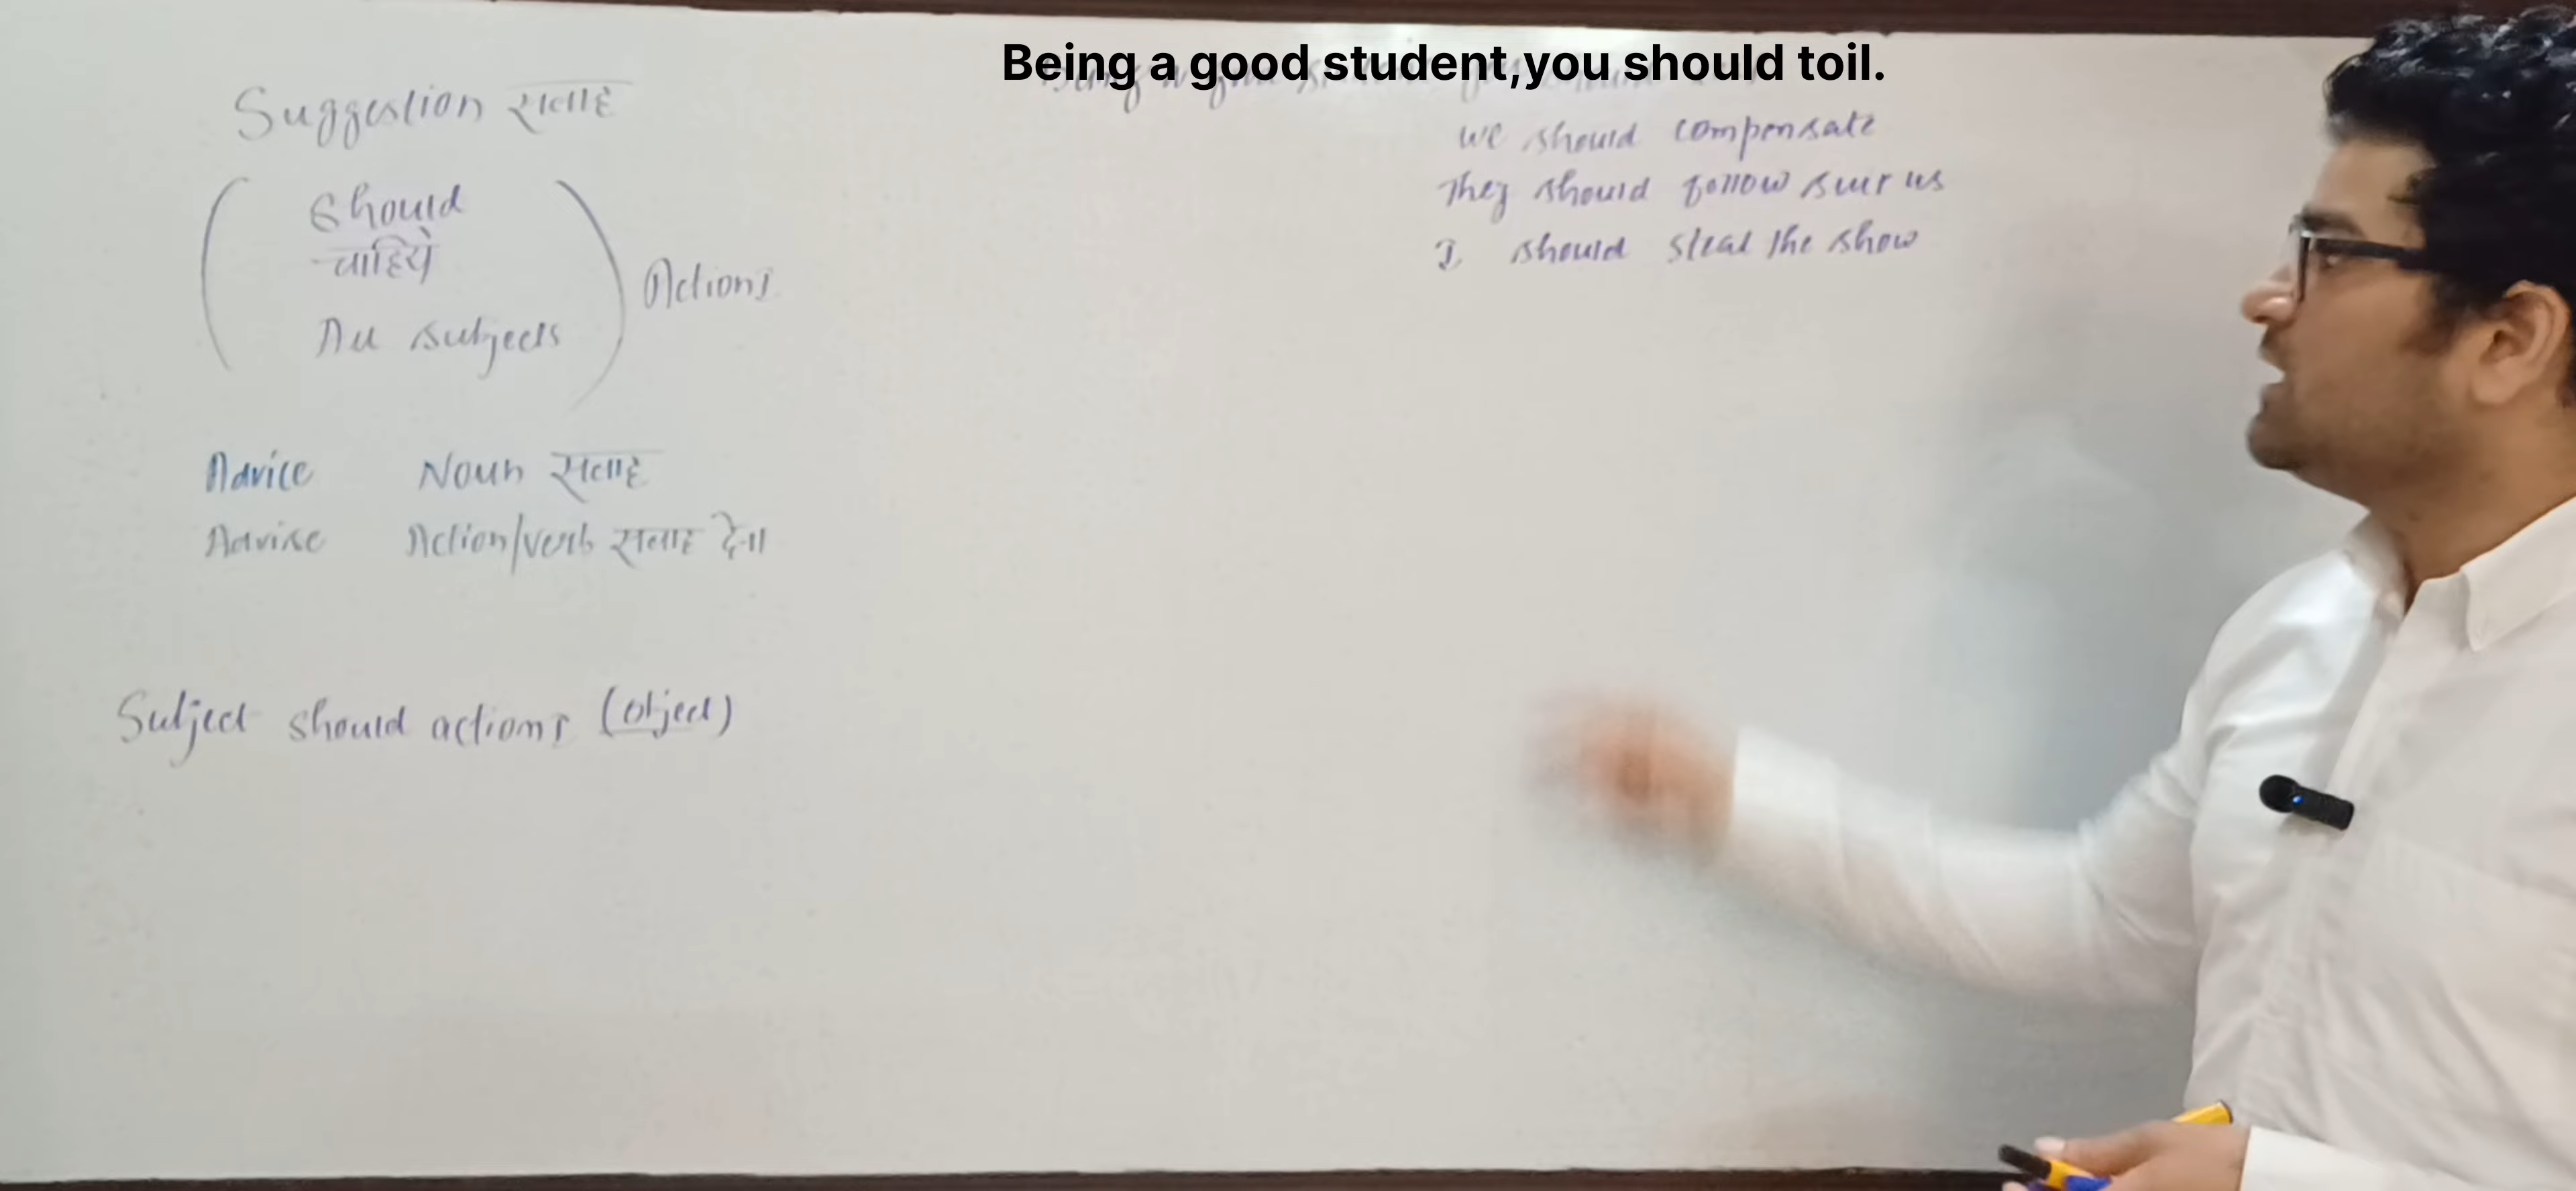 Suggestion सलाह
Should
चाहिये
All subjects
Actions
Advice Noun सलाह
Advise Action/verb सलाह देना
Subject should actions (object)
Being a good student,you should toil.
we should compensate
They should follow suit us
I should steal the show